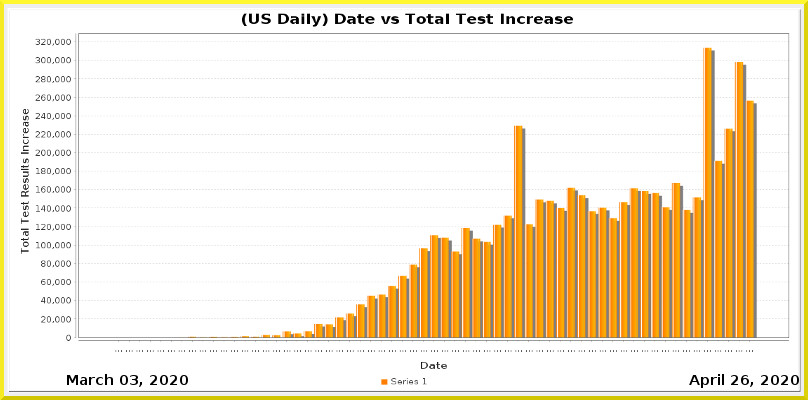 (US Daily) Date vs Total Test Increase
320,000
300,000
280,000
260,000
240,000
220,000
200,000
180,000
160,000
140,000
120,000
100,000
80,000
60,000
40,000
20,000
0
Total Test Results Increase
Date
March 03, 2020
Series 1
April 26, 2020